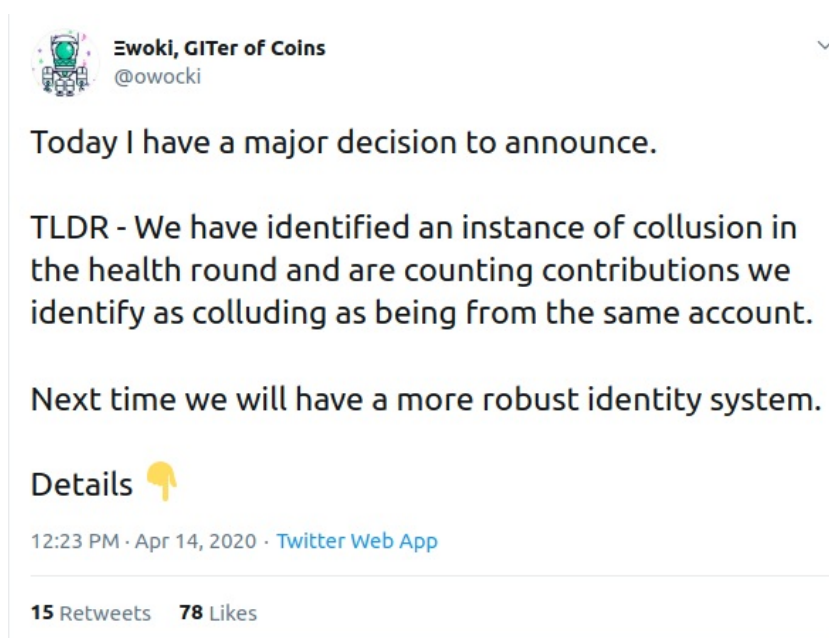 Ǝwoki, GITer of Coins
@owocki
Today I have a major decision to announce.
TLDR - We have identified an instance of collusion in
the health round and are counting contributions we
identify as colluding as being from the same account.
Next time we will have a more robust identity system.
Details 👇
12:23 PM · Apr 14, 2020 · Twitter Web App
15 Retweets 78 Likes